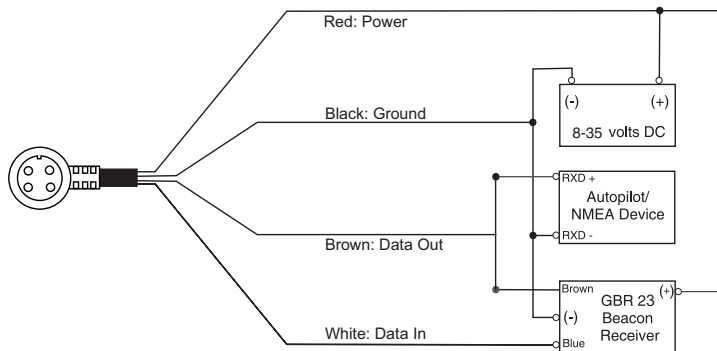 Red: Power
(-)
(+)
8-35 volts DC
Black: Ground
RXD +
Autopilot/
NMEA Device
RXD -
Brown: Data Out
Brown
GBR 23
(+)
Beacon
(-)
Receiver
White: Data In
Blue